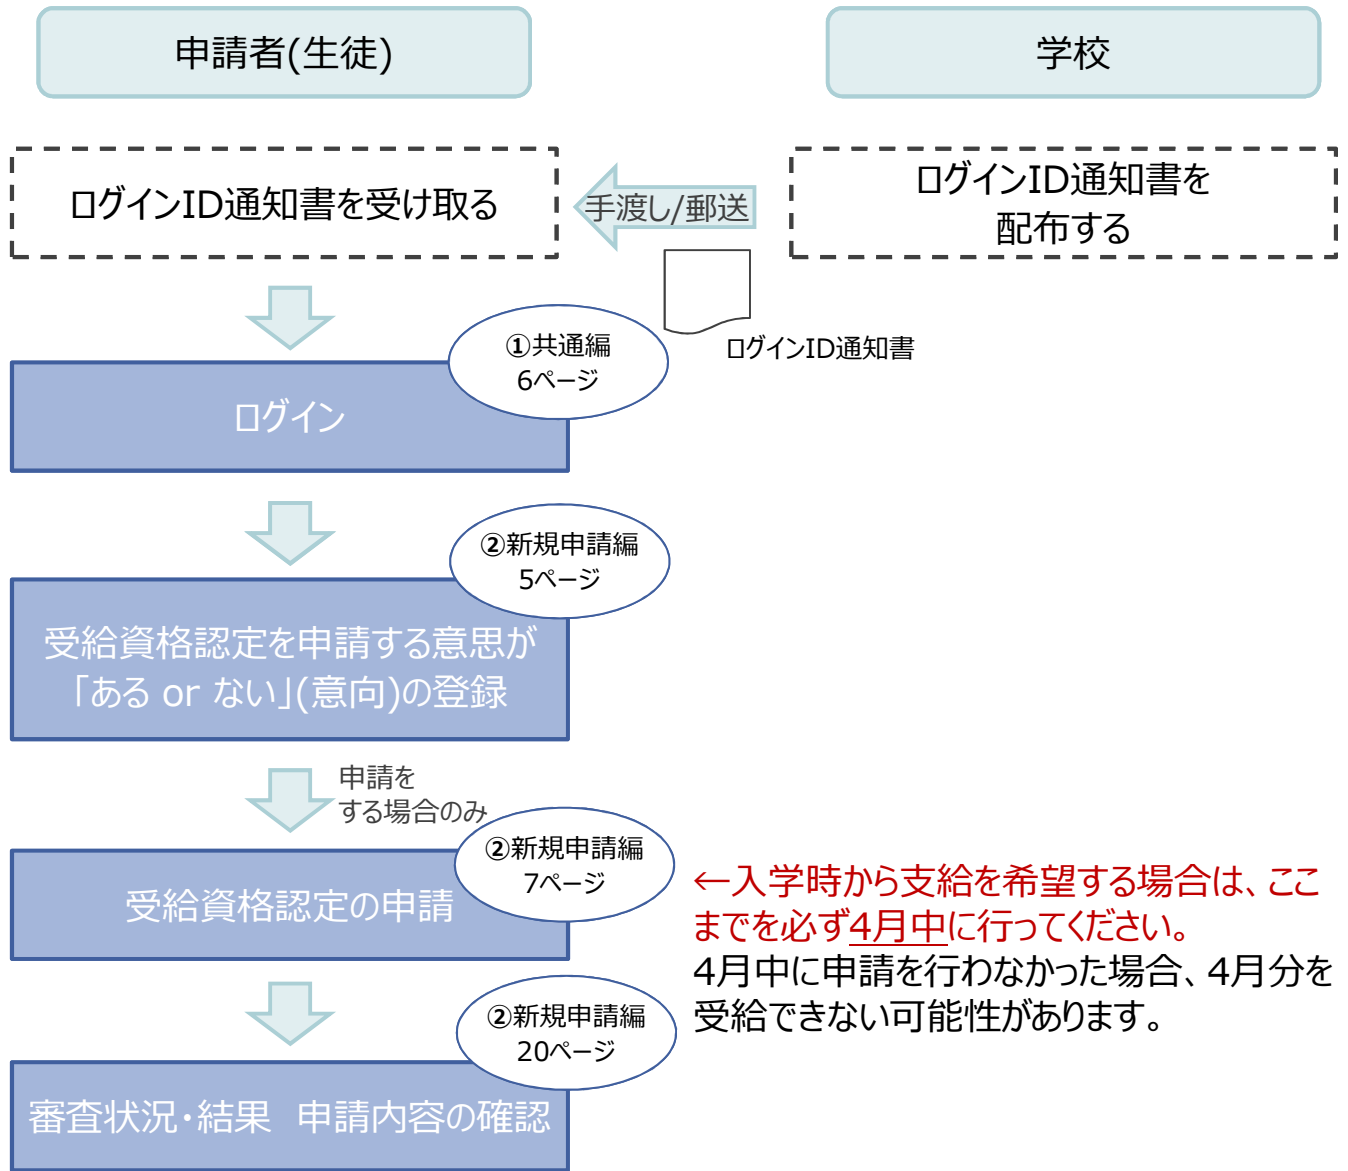 申請者(生徒)
学校
ログインID通知書を受け取る
手渡し/郵送
ログインID通知書を
配布する
ログインID通知書
①共通編
6ページ
ログイン
②新規申請編
5ページ
受給資格認定を申請する意思が
「ある or ない」(意向)の登録
申請を
する場合のみ
②新規申請編
7ページ
受給資格認定の申請
←入学時から支給を希望する場合は、ここ
までを必ず4月中に行ってください。
4月中に申請を行わなかった場合、4月分を
受給できない可能性があります。
②新規申請編
20ページ
審査状況・結果　申請内容の確認